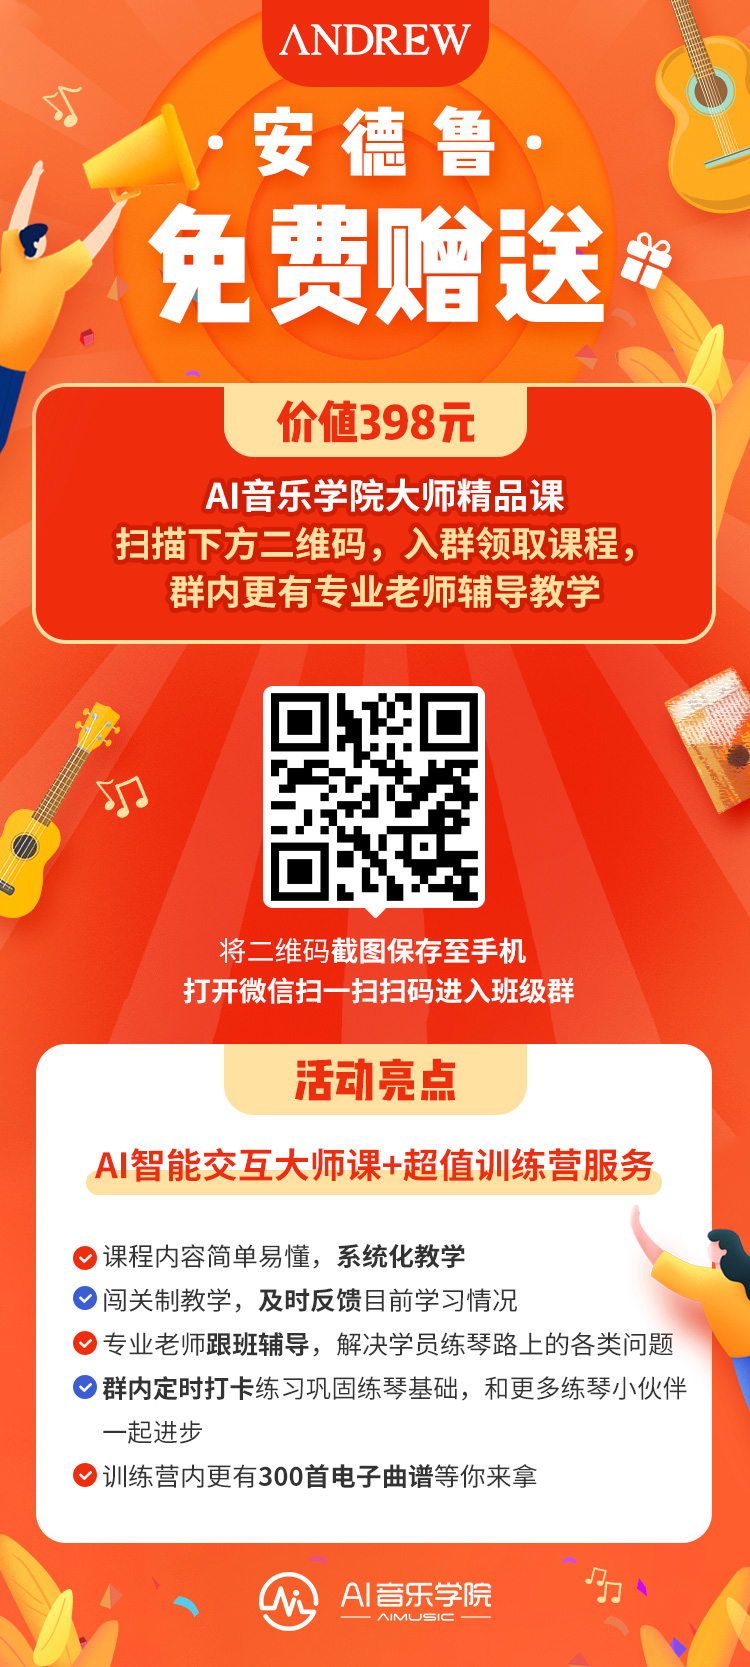 ANDREW
·安德鲁·
免费赠送
价值398元
AI音乐学院大师精品课
扫描下方二维码，入群领取课程，
群内更有专业老师辅导教学
将二维码截图保存至手机
打开微信扫一扫扫码进入班级群
活动亮点
AI智能交互大师课+超值训练营服务
课程内容简单易懂，系统化教学
闯关制教学，及时反馈目前学习情况
专业老师跟班辅导，解决学员练琴路上的各类问题
群内定时打卡练习巩固练琴基础，和更多练琴小伙伴
一起进步
训练营内更有300首电子曲谱等你来拿
AI音乐学院
AIMUSIC